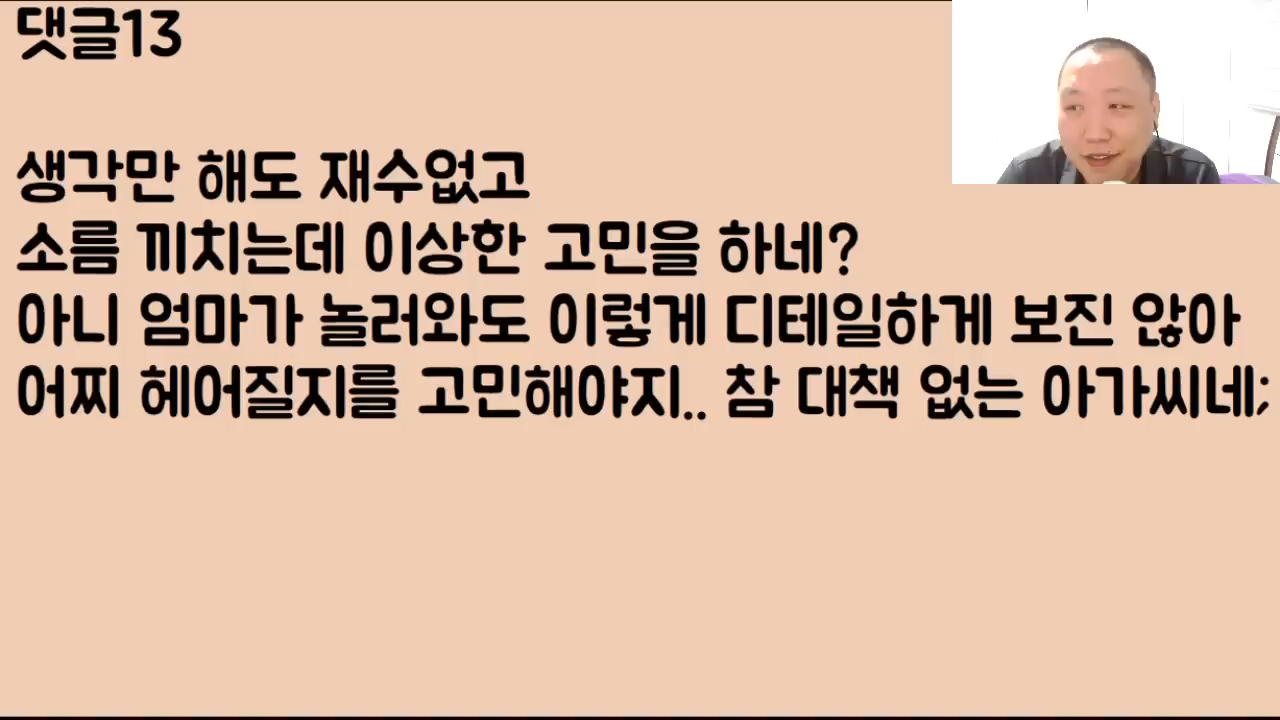 댓글13
생각만 해도 재수없고
소름 끼치는데 이상한 고민을 하네?
아니 엄마가 놀러와도 이렇게 디테일하게 보진 않아
어찌 헤어질지를 고민해야지.. 참 대책 없는 아가씨네;